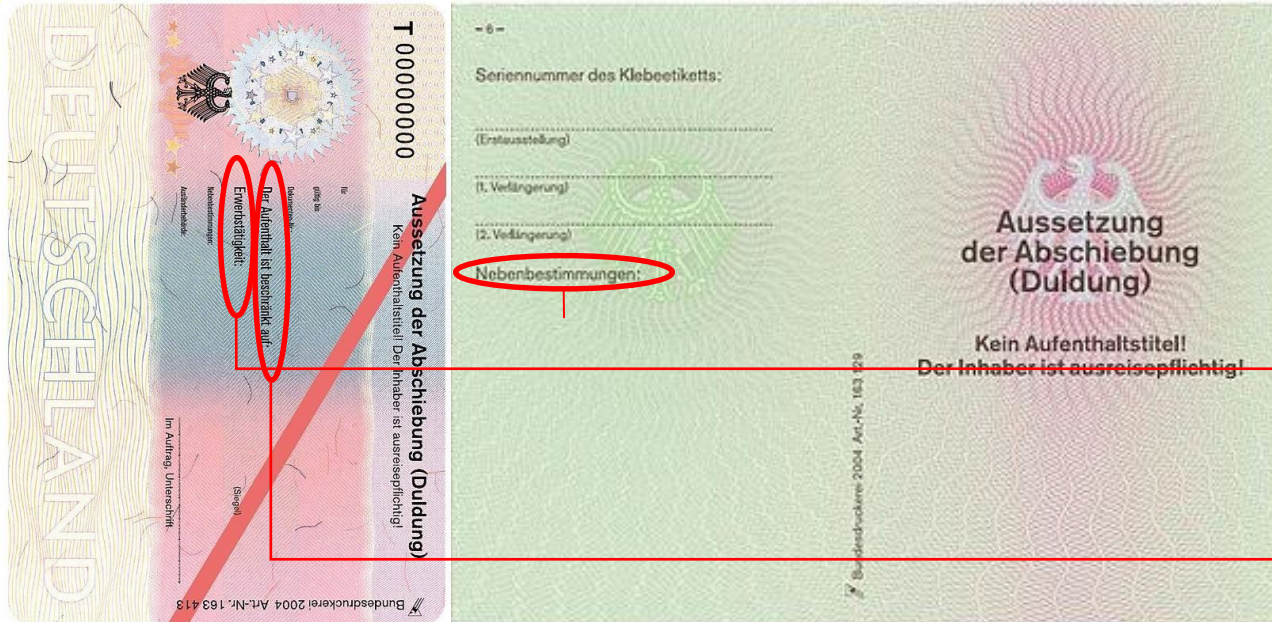 DEUTSCHLAND
T 00000000
Aussetzung der Abschiebung (Duldung)
Kein Aufenthaltstitel! Der Inhaber ist ausreisepflichtig!
für
gültig bis
Dokumenten-Nr.
Der Aufenthalt ist beschränkt auf:
Erwerbstätigkeit:
Nebenbestimmungen:
Ausländerbehörde:
(Siegel)
Im Auftrag, Unterschrift
Bundesdruckerei 2004 Art.-Nr. 163 413
- 6 -
Seriennummer des Klebeetiketts:
(Erstausstellung)
(1. Verlängerung)
(2. Verlängerung)
Nebenbestimmungen:
Bundesdruckerei 2004 Art.-Nr. 163 129
Aussetzung
der Abschiebung
(Duldung)
Kein Aufenthaltstitel!
Der Inhaber ist ausreisepflichtig!